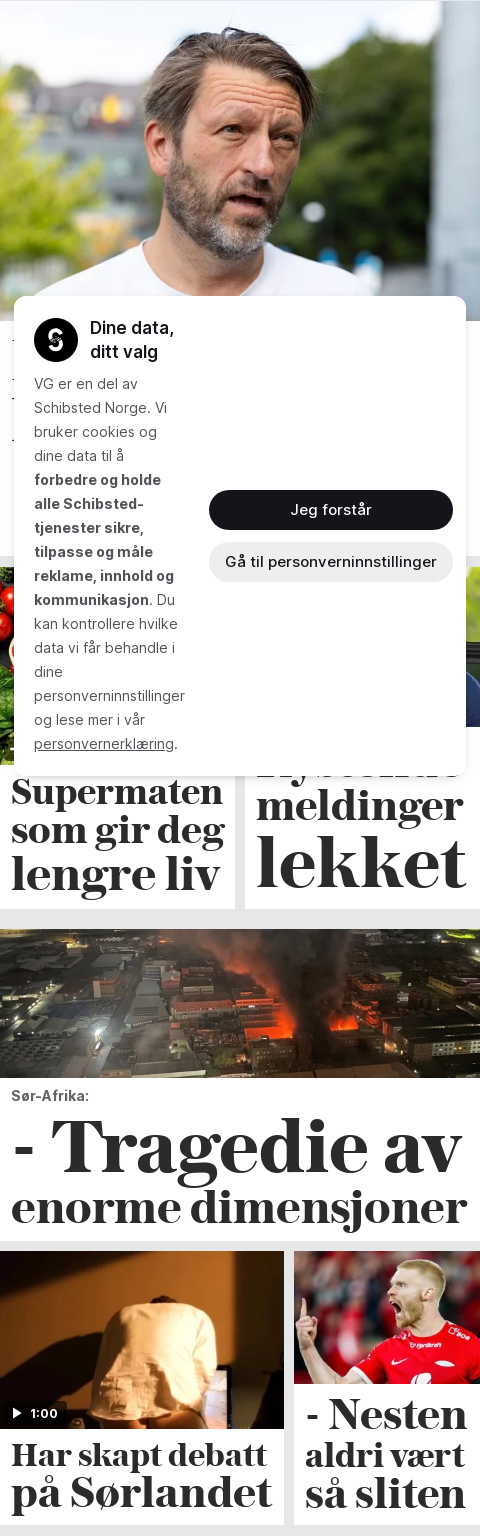 Dine data,
ditt valg
VG er en del av
Schibsted Norge. Vi
bruker cookies og
dine data til å
forbedre og holde
alle Schibsted-
tjenester sikre,
tilpasse og måle
reklame, innhold og
kommunikasjon. Du
kan kontrollere hvilke
data vi får behandle i
dine
personverninnstillinger
og lese mer i vår
personvernerklæring.
Jeg forstår
Gå til personverninnstillinger
Supermaten
som gir deg
lengre liv
meldinger
lekket
Sør-Afrika:
- Tragedie av
enorme dimensjoner
1:00
Har skapt debatt
på Sørlandet
- Nesten
aldri vært
så sliten